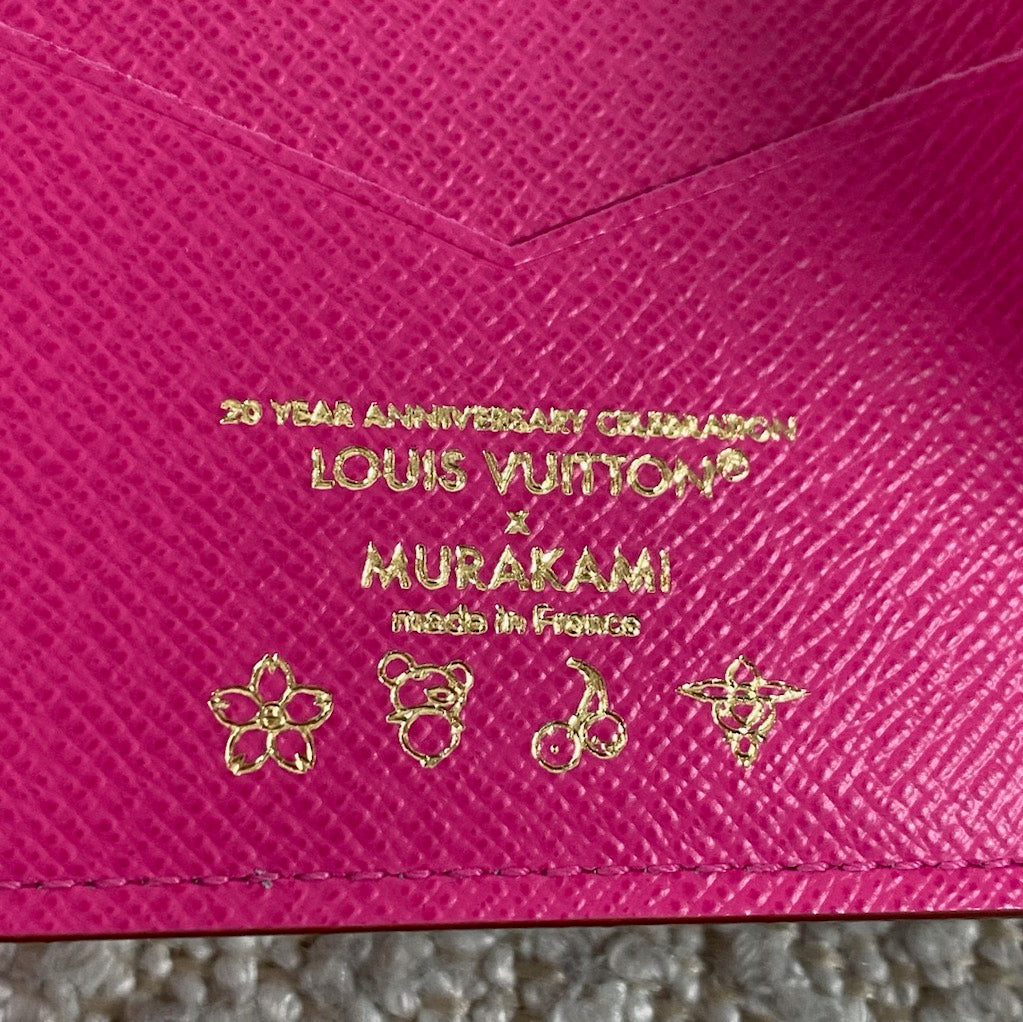 20 YEAR ANNIVERSARY CELEBRATION
LOUIS VUITTON®
x
MURAKAMI
made in France